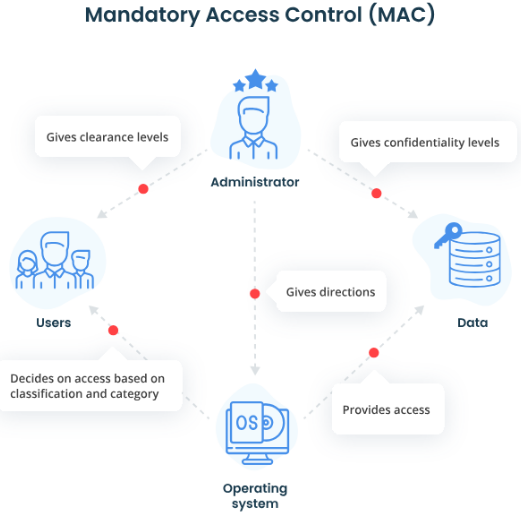 Mandatory Access Control (MAC)
Gives clearance levels
Gives confidentiality levels
Administrator
Gives directions
Users
Data
Decides on access based on
classification and category
Provides access
OS
Operating
system